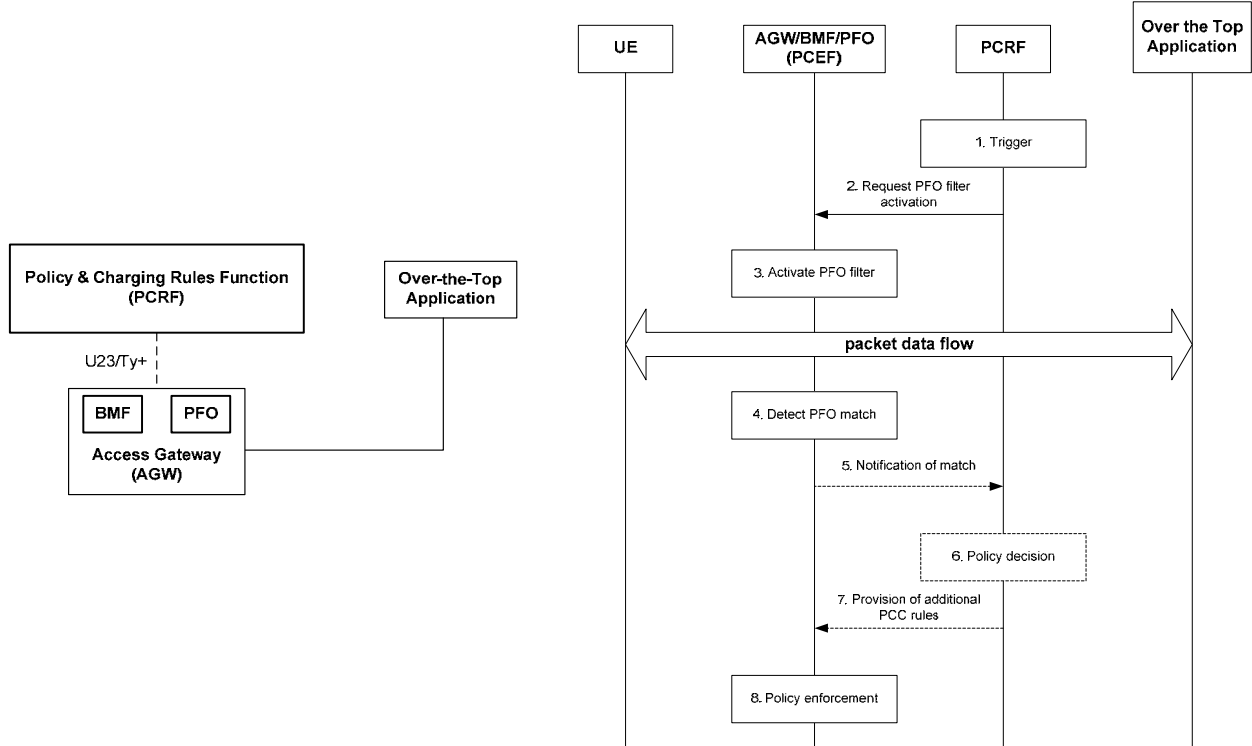 Policy & Charging Rules Function
(PCRF)
U23/Ty+
BMF
PFO
Access Gateway
(AGW)
Over-the-Top
Application
UE
AGW/BMF/PFO
(PCEF)
PCRF
Over the Top
Application
1. Trigger
2. Request PFO filter
activation
3. Activate PFO filter
packet data flow
4. Detect PFO match
5. Notification of match
6. Policy decision
7. Provision of additional
PCC rules
8. Policy enforcement